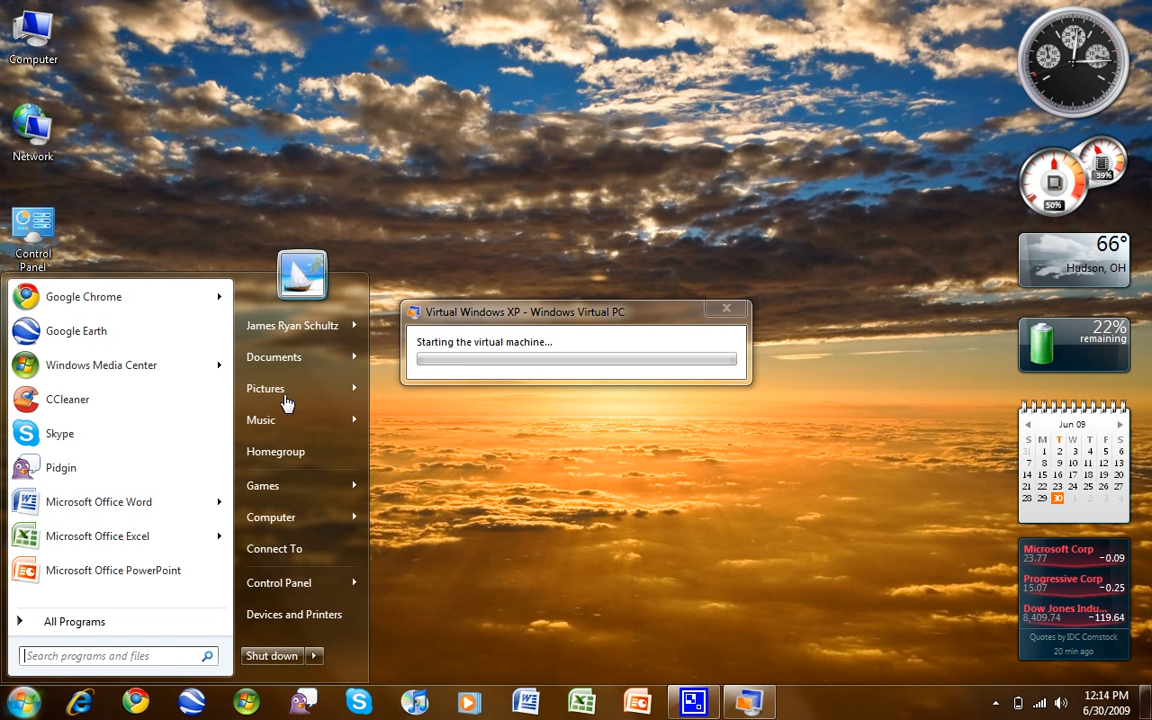 Computer
Network
Control
Panel
Google Chrome
Google Earth
Windows Media Center
CCleaner
Skype
Pidgin
Microsoft Office Word
Microsoft Office Excel
Microsoft Office PowerPoint
All Programs
Search programs and files
James Ryan Schultz
Documents
Pictures
Music
Homegroup
Games
Computer
Connect To
Control Panel
Devices and Printers
Shut down
Virtual Windows XP - Windows Virtual PC
Starting the virtual machine...
39%
50%
66°
Hudson, OH
22%
remaining
Jun 09
S M T W T F S
31 1 2 3 4 5 6
7 8 9 10 11 12 13
14 15 16 17 18 19 20
21 22 23 24 25 26 27
28 29 30 1 2 3 4
Microsoft Corp
23.77 -0.09
Progressive Corp
15.07 -0.25
Dow Jones Indu...
8,409.74 -119.64
Quotes by IDC Comstock
20 min ago
12:14 PM
6/30/2009